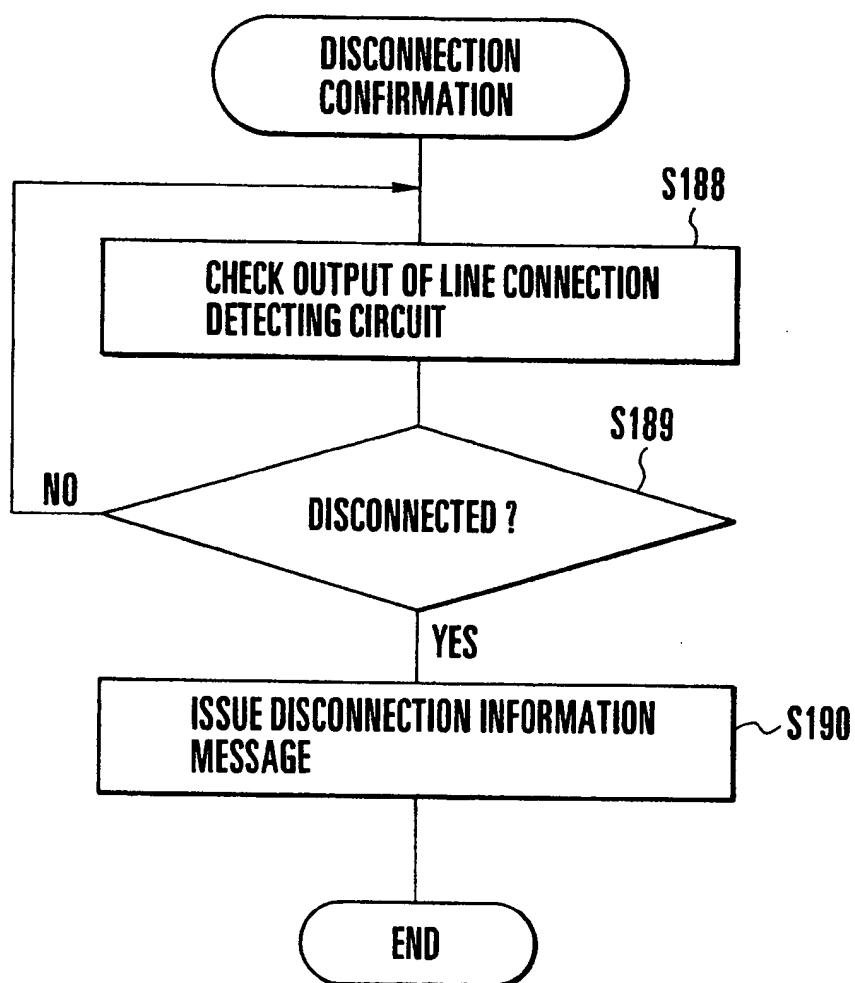 DISCONNECTION
CONFIRMATION
S188
CHECK OUTPUT OF LINE CONNECTION
DETECTING CIRCUIT
S189
NO
DISCONNECTED ?
YES
ISSUE DISCONNECTION INFORMATION
MESSAGE
S190
END